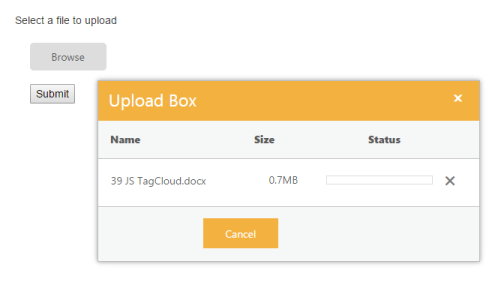 Select a file to upload
Browse
Submit
Upload Box
Name Size Status
39 JS TagCloud.docx 0.7MB
Cancel